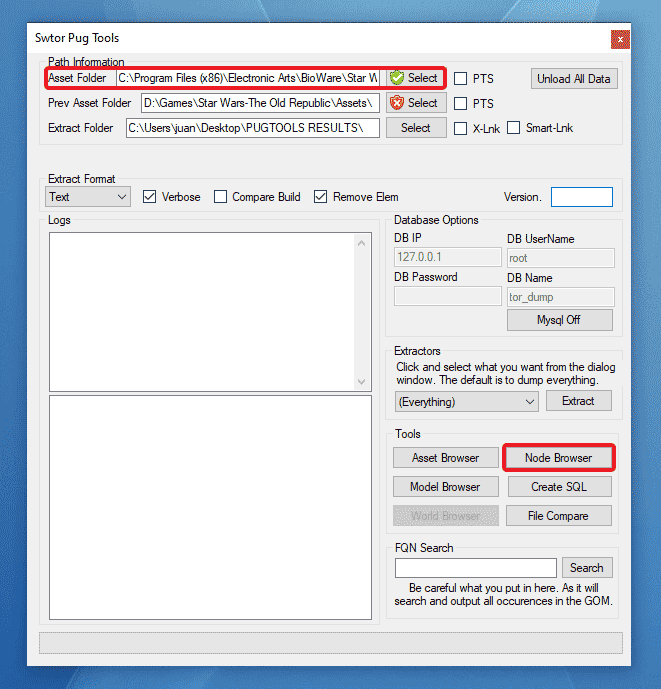 Swtor Pug Tools
x
Path Information
Asset Folder C:\Program Files (x86)\Electronic Arts\BioWare\Star W Select PTS Unload All Data
Prev Asset Folder D:\Games\Star Wars-The Old Republic\Assets\ Select PTS
Extract Folder C:\Users\juan\Desktop\PUGTOOLS RESULTS\ Select X-Lnk Smart-Lnk
Extract Format
Text Verbose Compare Build Remove Elem Version.
Logs
Database Options
DB IP DB UserName
127.0.0.1 root
DB Password DB Name
tor_dump
Mysql Off
Extractors
Click and select what you want from the dialog
window. The default is to dump everything.
(Everything) Extract
Tools
Asset Browser Node Browser
Model Browser Create SQL
World Browser File Compare
FQN Search
Search
Be careful what you put in here. As it will
search and output all occurences in the GOM.